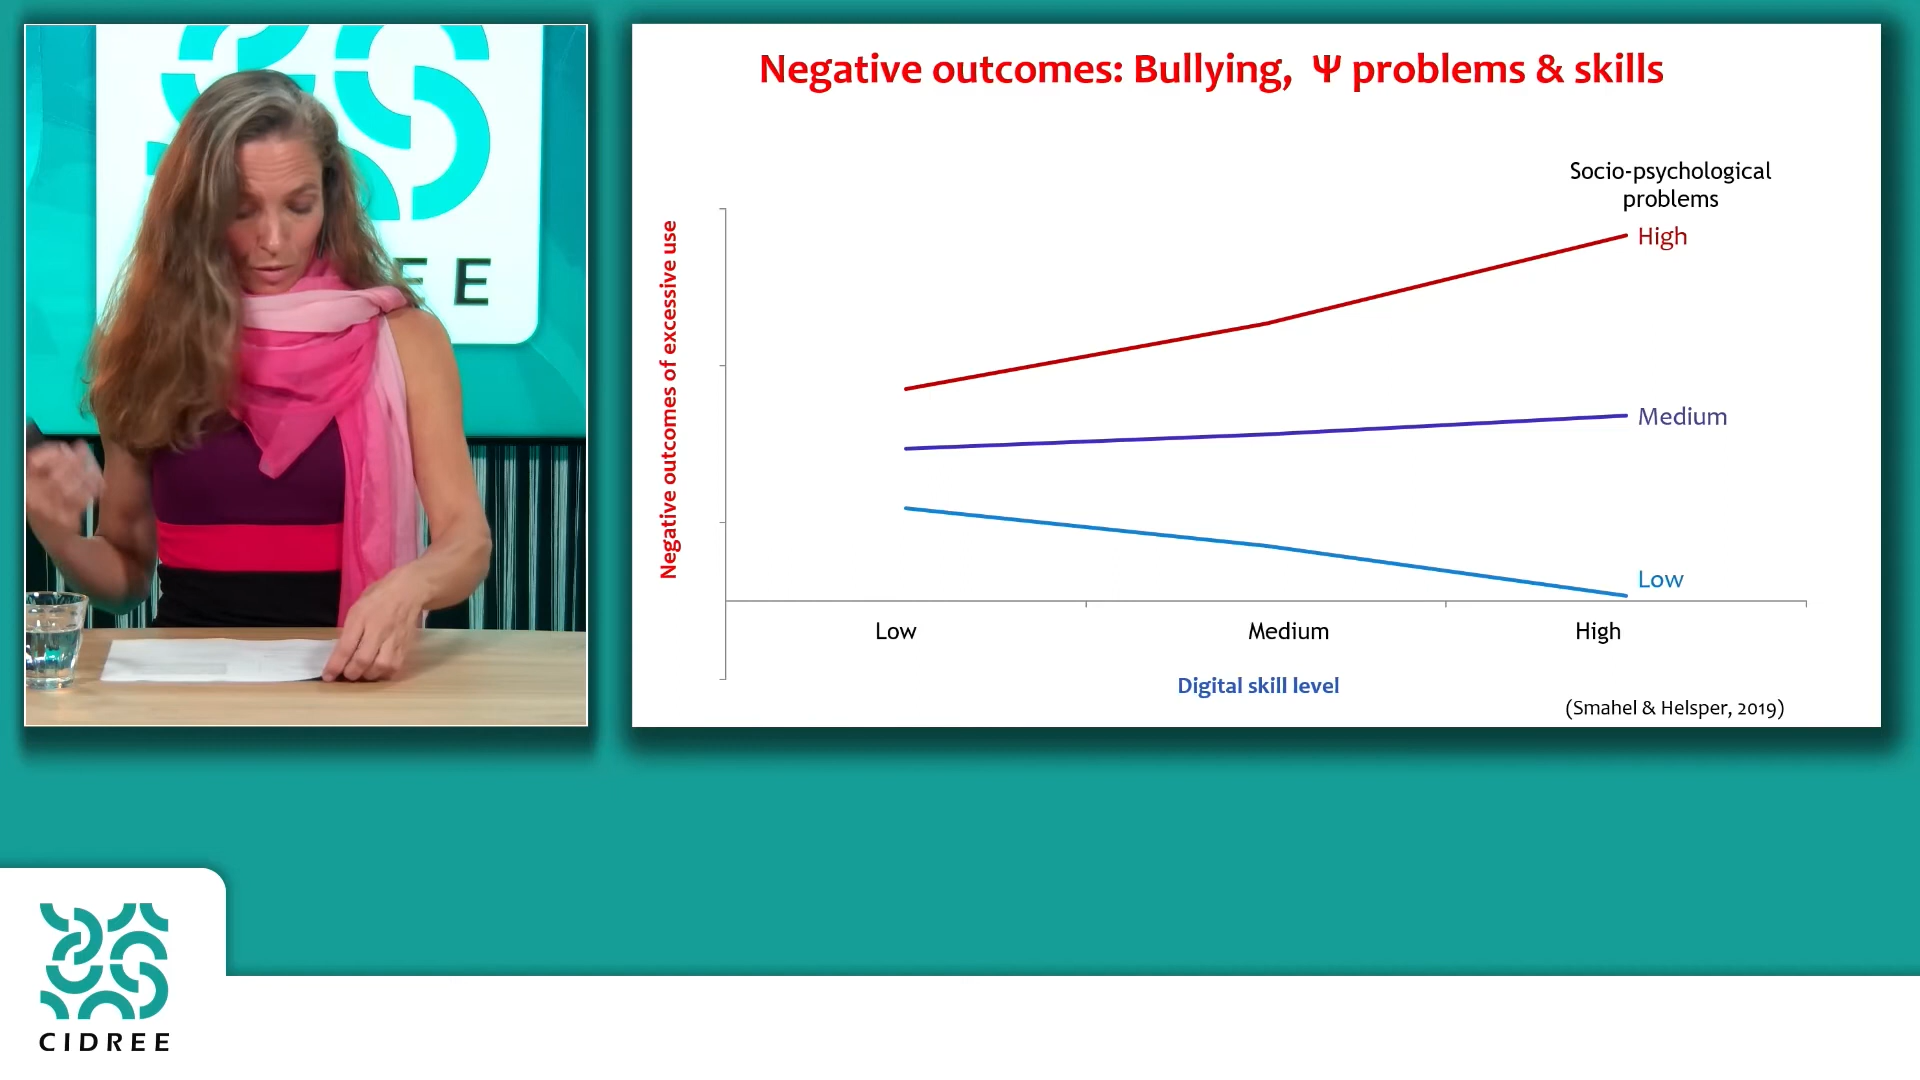 EE
Negative outcomes: Bullying, Ψ problems & skills
Socio-psychological
problems
High
Medium
Low
Negative outcomes of excessive use
Low
Medium
High
Digital skill level
(Smahel & Helsper, 2019)
CIDREE